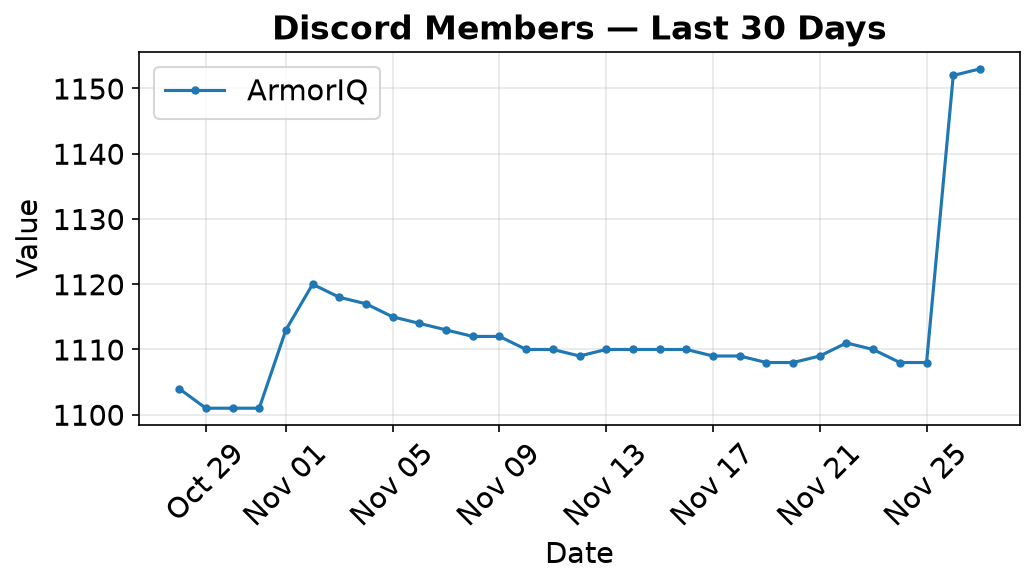 Discord Members — Last 30 Days
ArmorIQ
Value
1150
1140
1130
1120
1110
1100
Oct 29
Nov 01
Nov 05
Nov 09
Nov 13
Nov 17
Nov 21
Nov 25
Date